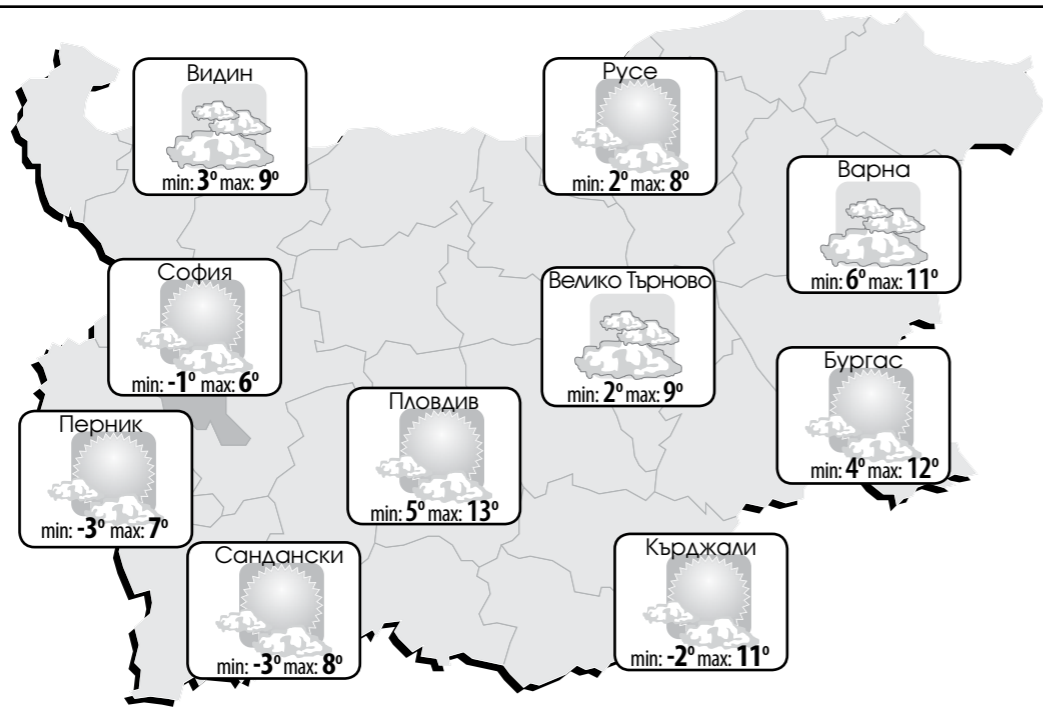 Видин
min: 3° max: 9°
Русе
min: 2° max: 8°
Варна
min: 6° max: 11°
София
min: -1° max: 6°
Велико Търново
min: 2° max: 9°
Бургас
min: 4° max: 12°
Пловдив
min: 5° max: 13°
Перник
min: -3° max: 7°
Сандански
min: -3° max: 8°
Кърджали
min: -2° max: 11°